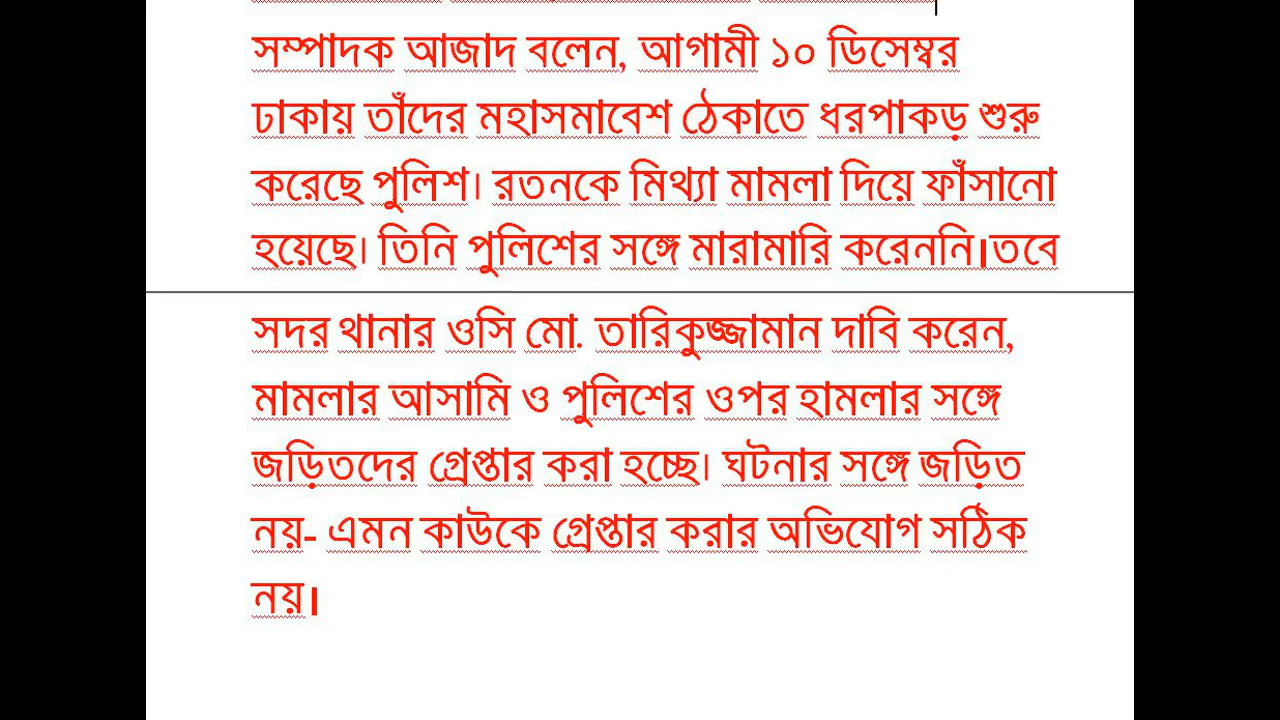 সম্পাদক আজাদ বলেন, আগামী ১০ ডিসেম্বর
ঢাকায় তাঁদের মহাসমাবেশ ঠেকাতে ধরপাকড় শুরু
করেছে পুলিশ। রতনকে মিথ্যা মামলা দিয়ে ফাঁসানো
হয়েছে। তিনি পুলিশের সঙ্গে মারামারি করেননি।তবে
সদর থানার ওসি মো. তারিকুজ্জামান দাবি করেন,
মামলার আসামি ও পুলিশের ওপর হামলার সঙ্গে
জড়িতদের গ্রেপ্তার করা হচ্ছে। ঘটনার সঙ্গে জড়িত
নয়- এমন কাউকে গ্রেপ্তার করার অভিযোগ সঠিক
নয়।